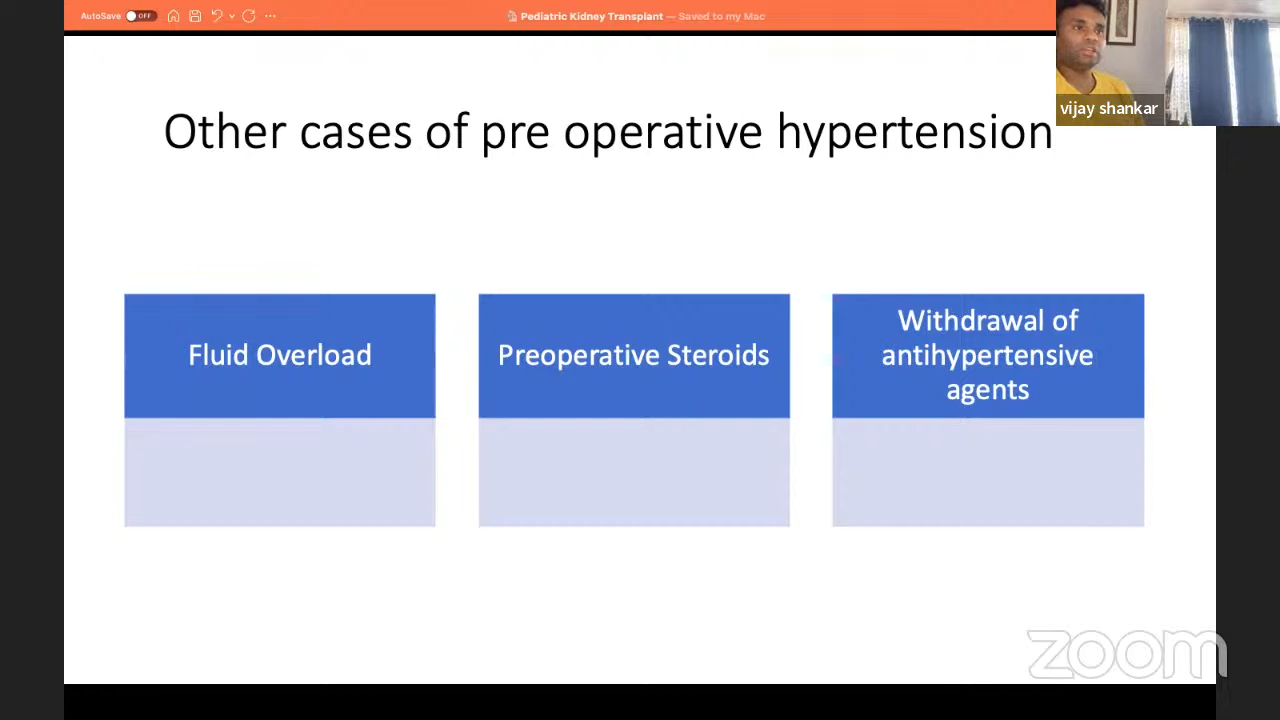 AutoSave OFF
Pediatric Kidney Transplant — Saved to my Mac
vijay shankar
Other cases of pre operative hypertension
Fluid Overload
Preoperative Steroids
Withdrawal of
antihypertensive
agents
zoom